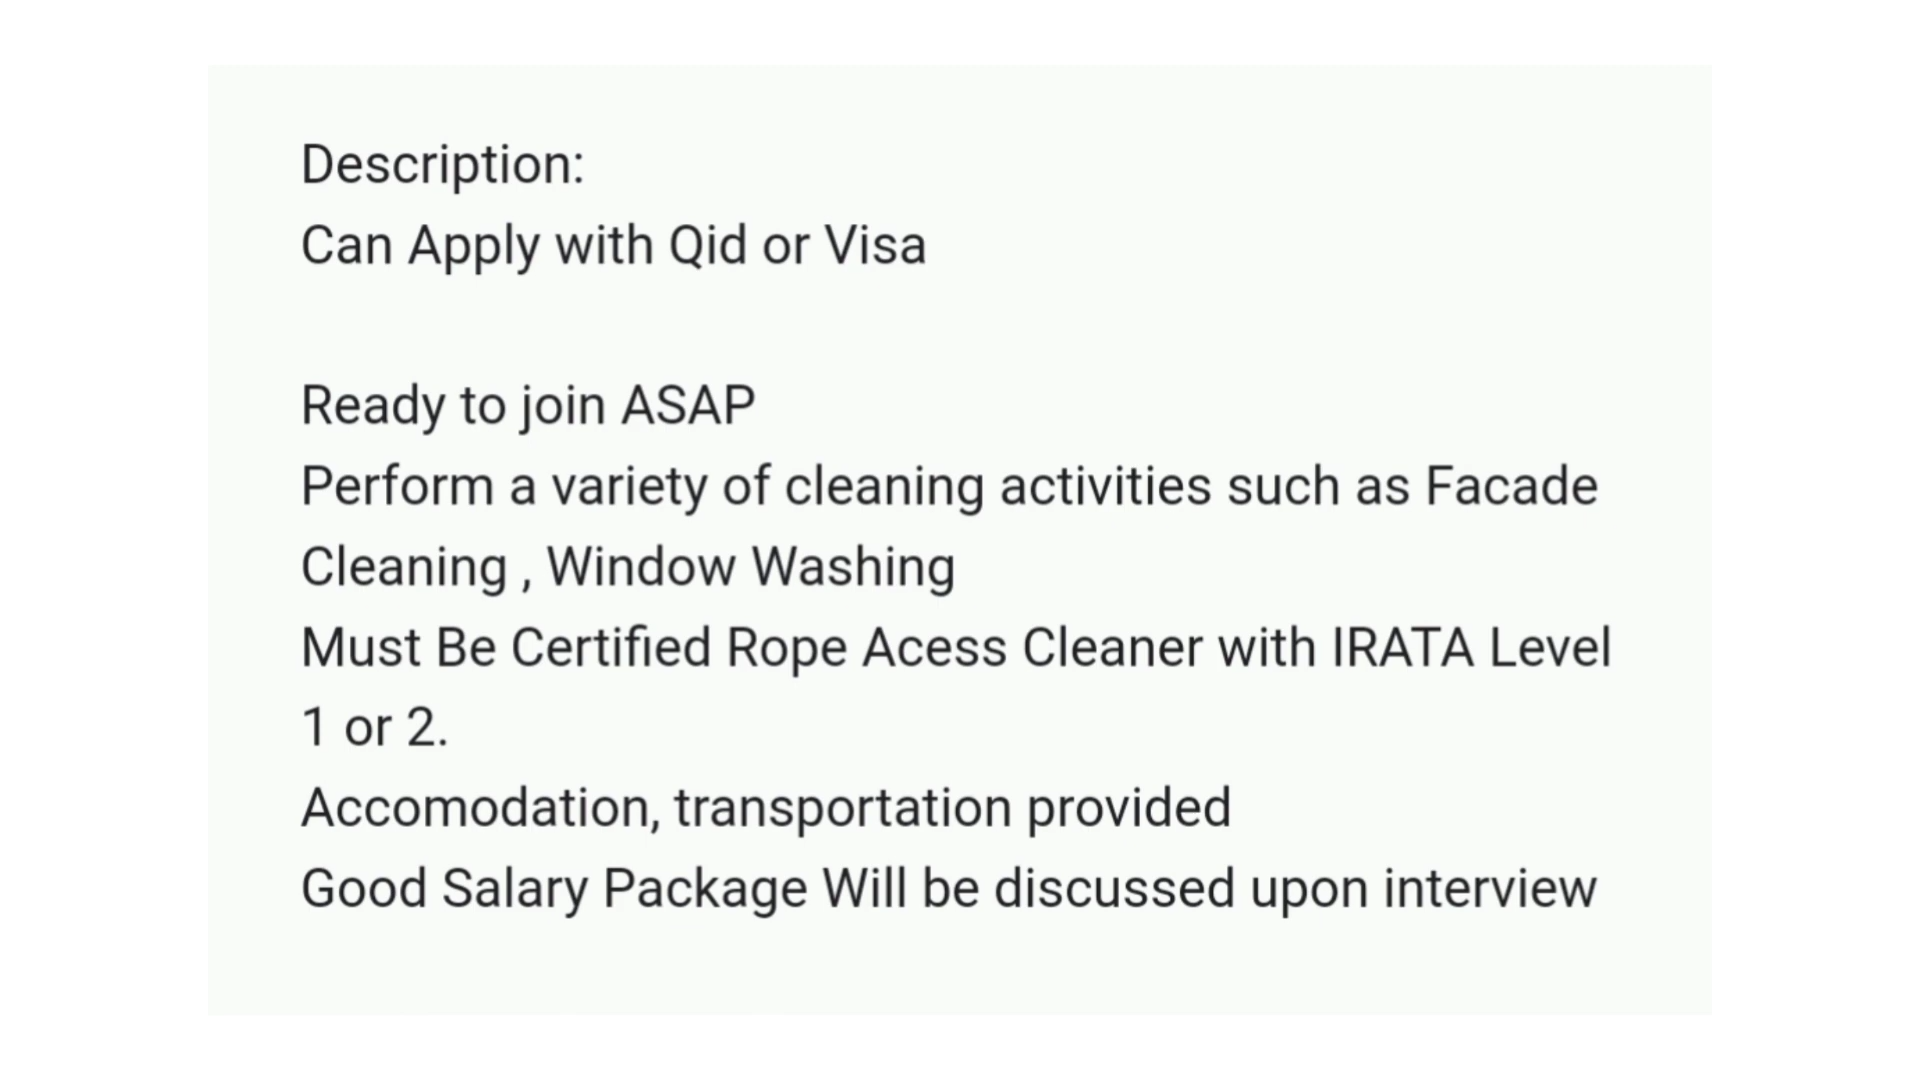 Description:
Can Apply with Qid or Visa
Ready to join ASAP
Perform a variety of cleaning activities such as Facade
Cleaning , Window Washing
Must Be Certified Rope Acess Cleaner with IRATA Level
1 or 2.
Accomodation, transportation provided
Good Salary Package Will be discussed upon interview